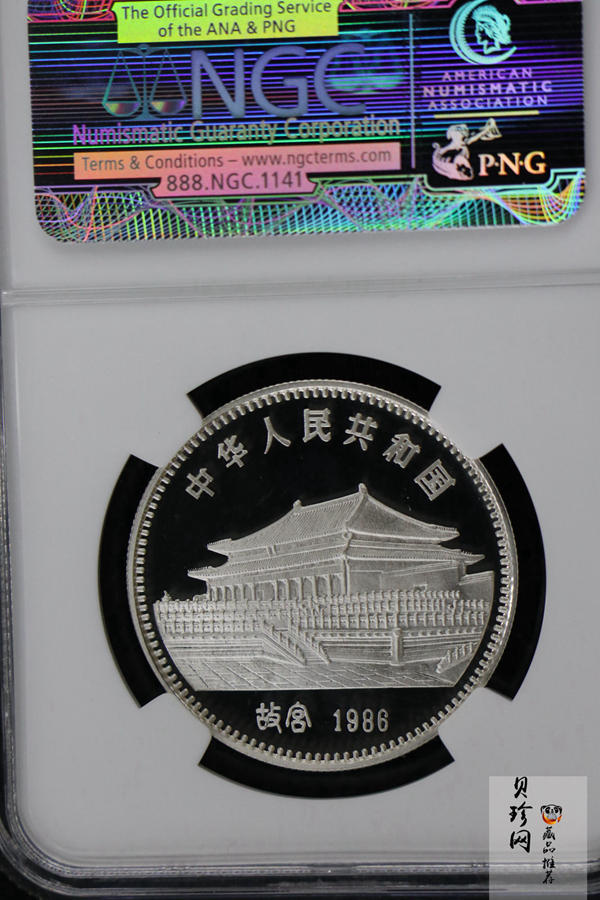 The Official Grading Service
of the ANA & PNG
NGC
Numismatic Guaranty Corporation
Terms & Conditions – www.ngcterms.com
888.NGC.1141
AMERICAN
NUMISMATIC
ASSOCIATION
P·N·G
中华人民共和国
故宫 1986
贝珍网
藏品推荐